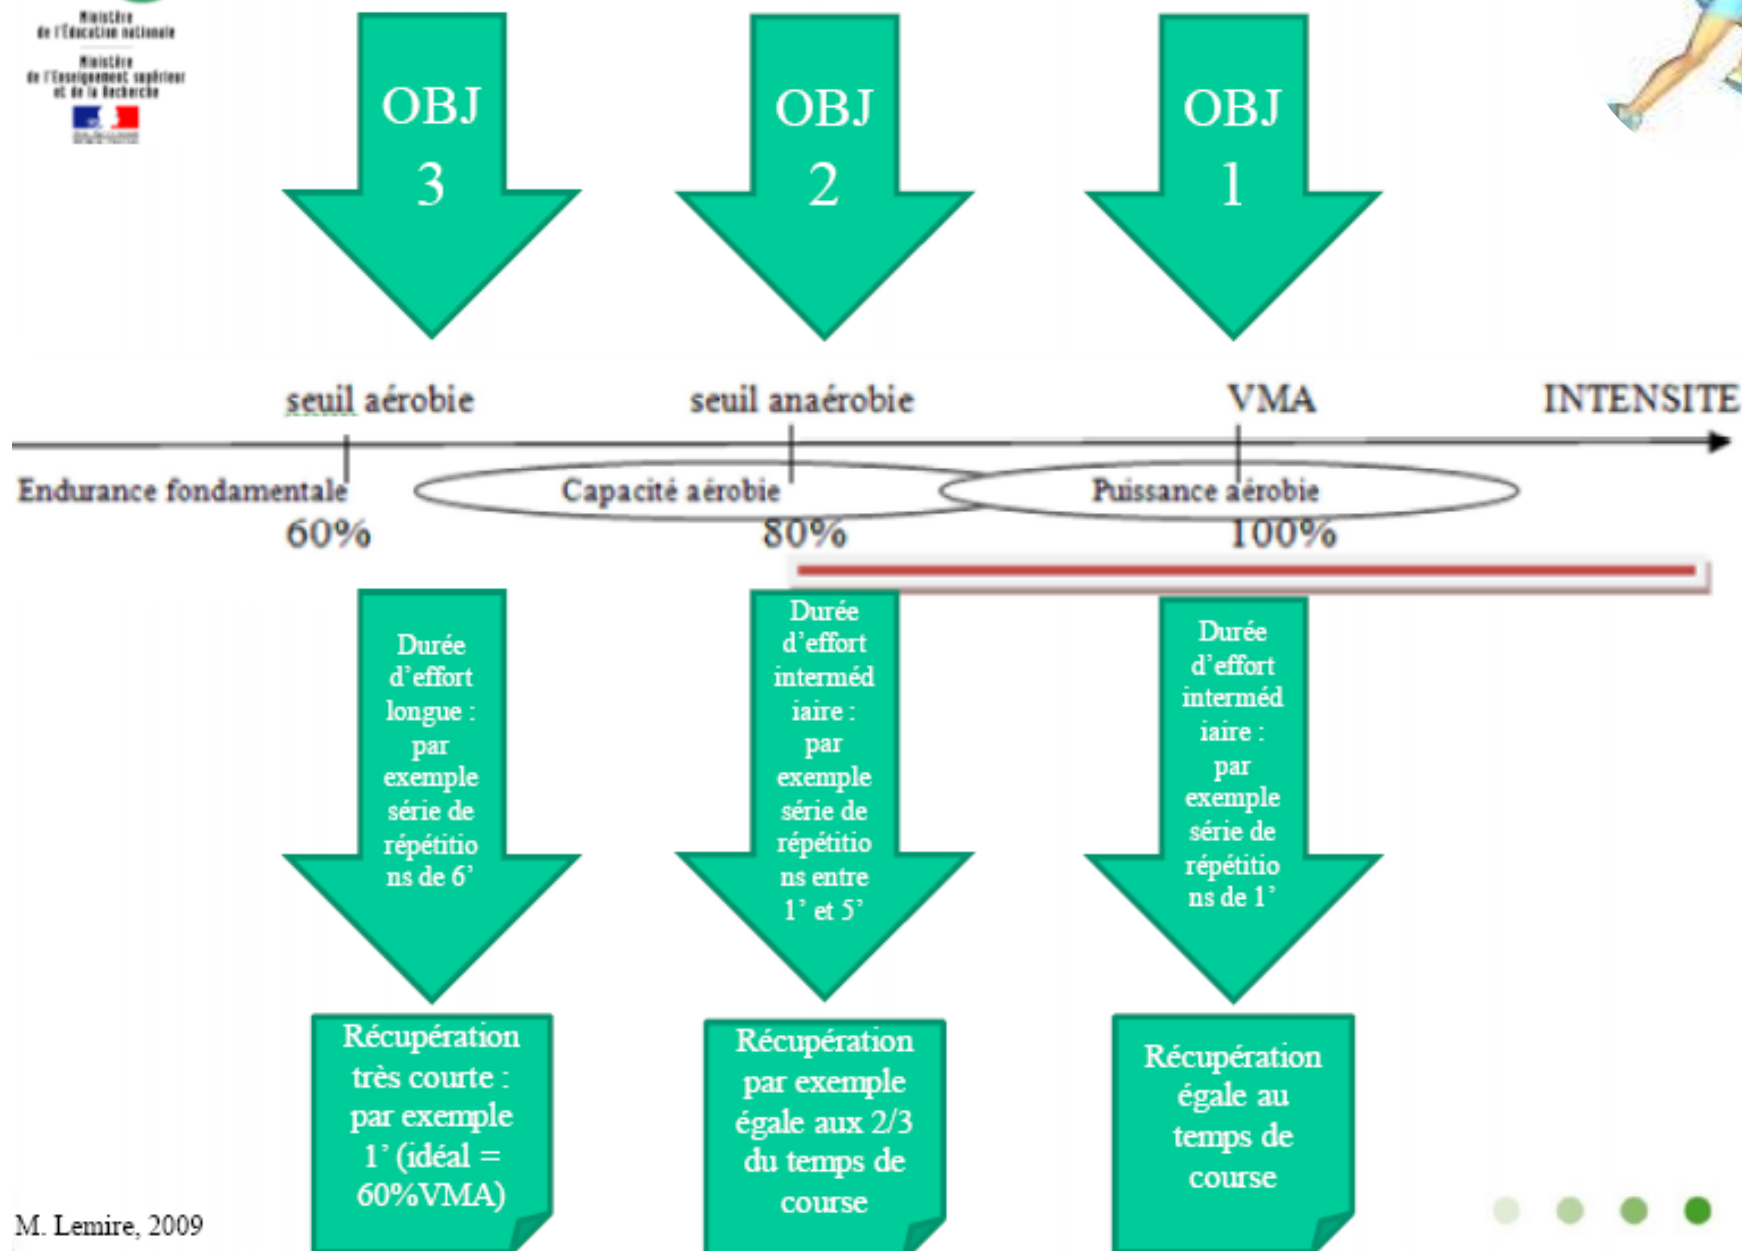 Ministère
de l'Éducation nationale
Ministère
de l'Enseignement supérieur
et de la Recherche
OBJ
3
OBJ
2
OBJ
1
seuil aérobie
seuil anaérobie
VMA
INTENSITE
Endurance fondamentale
Capacité aérobie
Puissance aérobie
60%
80%
100%
Durée
d'effort
longue :
par
exemple
série de
répétitio
ns de 6'
Durée
d'effort
interméd
iaire :
par
exemple
série de
répétitio
ns entre
1' et 5'
Durée
d'effort
interméd
iaire :
par
exemple
série de
répétitio
ns de 1'
Récupération
très courte :
par exemple
1' (idéal =
60%VMA)
Récupération
par exemple
égale aux 2/3
du temps de
course
Récupération
égale au
temps de
course
M. Lemire, 2009